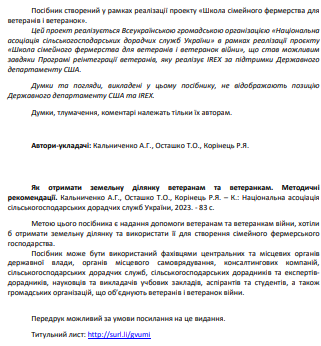 Посібник створений у рамках реалізації проекту «Школа сімейного фермерства для
ветеранів і ветеранок».
Цей проект реалізується Всеукраїнською громадською організацією «Національна
асоціація сільськогосподарських дорадчих служб України» в рамках реалізації проєкту
«Школа сімейного фермерства для ветеранів і ветеранок війни», що став можливим
завдяки Програмі реінтеграції ветеранів, яку реалізує IREX за підтримки Державного
департаменту США.
Думки та погляди, викладені у цьому посібнику, не відображають позицію
Державного департаменту США та IREX.
Думки, тлумачення, коментарі належать тільки їх авторам.
Автори-укладачі: Кальниченко А.Г., Осташко Т.О., Корінець Р.Я.
Як отримати земельну ділянку ветеранам та ветеранкам. Методичні
рекомендації. Кальниченко А.Г., Осташко Т.О., Корінець Р.Я. – К.: Національна асоціація
сільськогосподарських дорадчих служб України, 2023. - 83 с.
Метою цього посібника є надання допомоги ветеранам та ветеранкам війни, хотіли
б отримати земельну ділянку та використати її для створення сімейного фермерського
господарства.
Посібник може бути використаний фахівцями центральних та місцевих органів
державної влади, органів місцевого самоврядування, консалтингових компаній,
сільськогосподарських дорадчих служб, сільськогосподарських дорадників та експертів-
дорадників, науковців та викладачів учбових закладів, аспірантів та студентів, а також
громадських організацій, що об'єднують ветеранів і ветеранок війни.
Передрук можливий за умови посилання на це видання.
Титульний лист: http://surl.li/gvumi